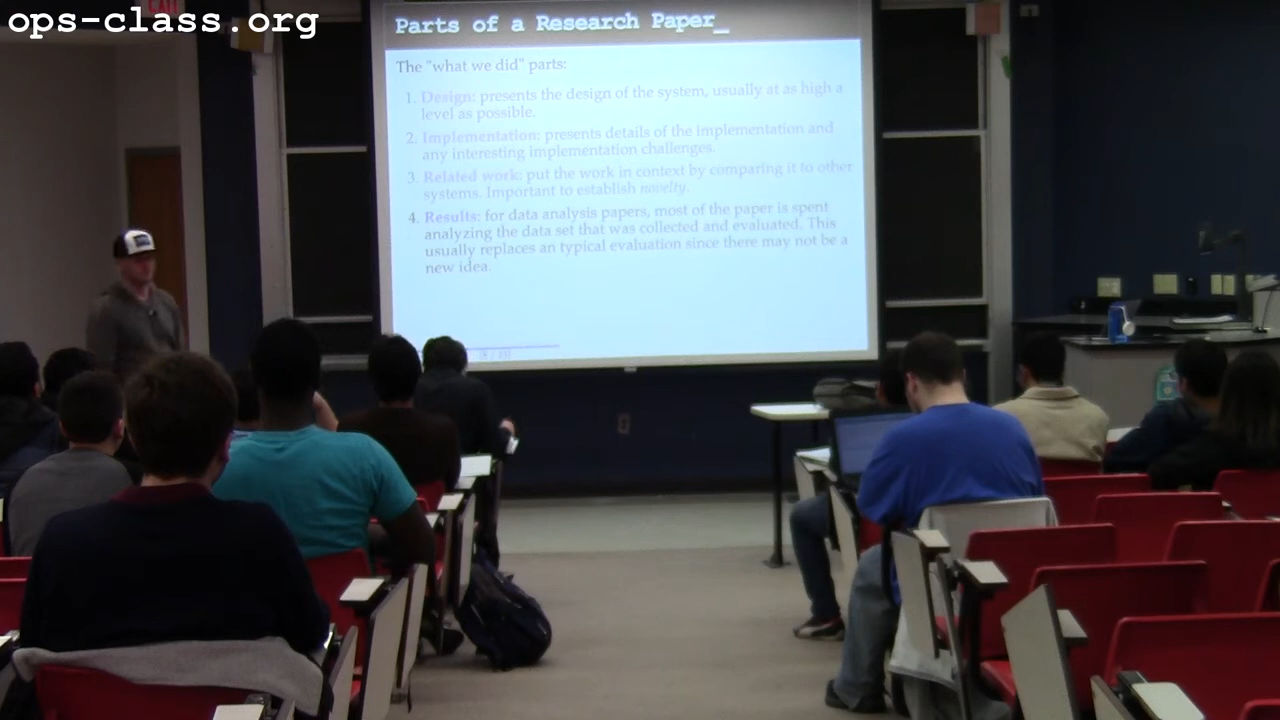 ops-class.org
EXIT
Parts of a Research Paper_
The "what we did" parts:
1. Design: presents the design of the system, usually at as high a
level as possible.
2. Implementation: presents details of the implementation and
any interesting implementation challenges.
3. Related work: put the work in context by comparing it to other
systems. Important to establish novelty.
4. Results: for data analysis papers, most of the paper is spent
analyzing the data set that was collected and evaluated. This
usually replaces an typical evaluation since there may not be a
new idea.